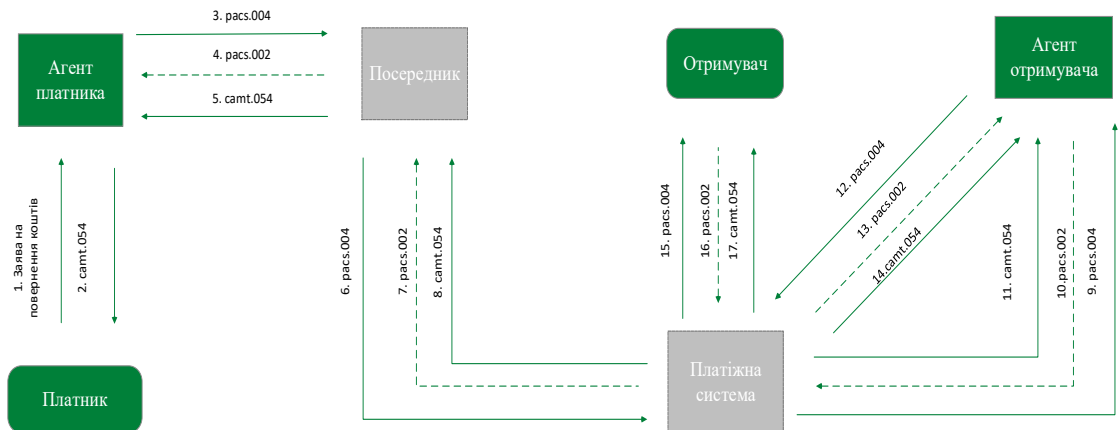 3. pacs.004
4. pacs.002
5. camt.054
Агент
платника
Посередник
Отримувач
Агент
отримувача
1. Заява на
повернення коштів
2. camt.054
6. pacs.004
7. pacs.002
8. camt.054
15. pacs.004
16. pacs.002
17. camt.054
12. pacs.004
13. pacs.002
14.camt.054
11. camt.054
10.pacs.002
9. pacs.004
Платник
Платіжна
система